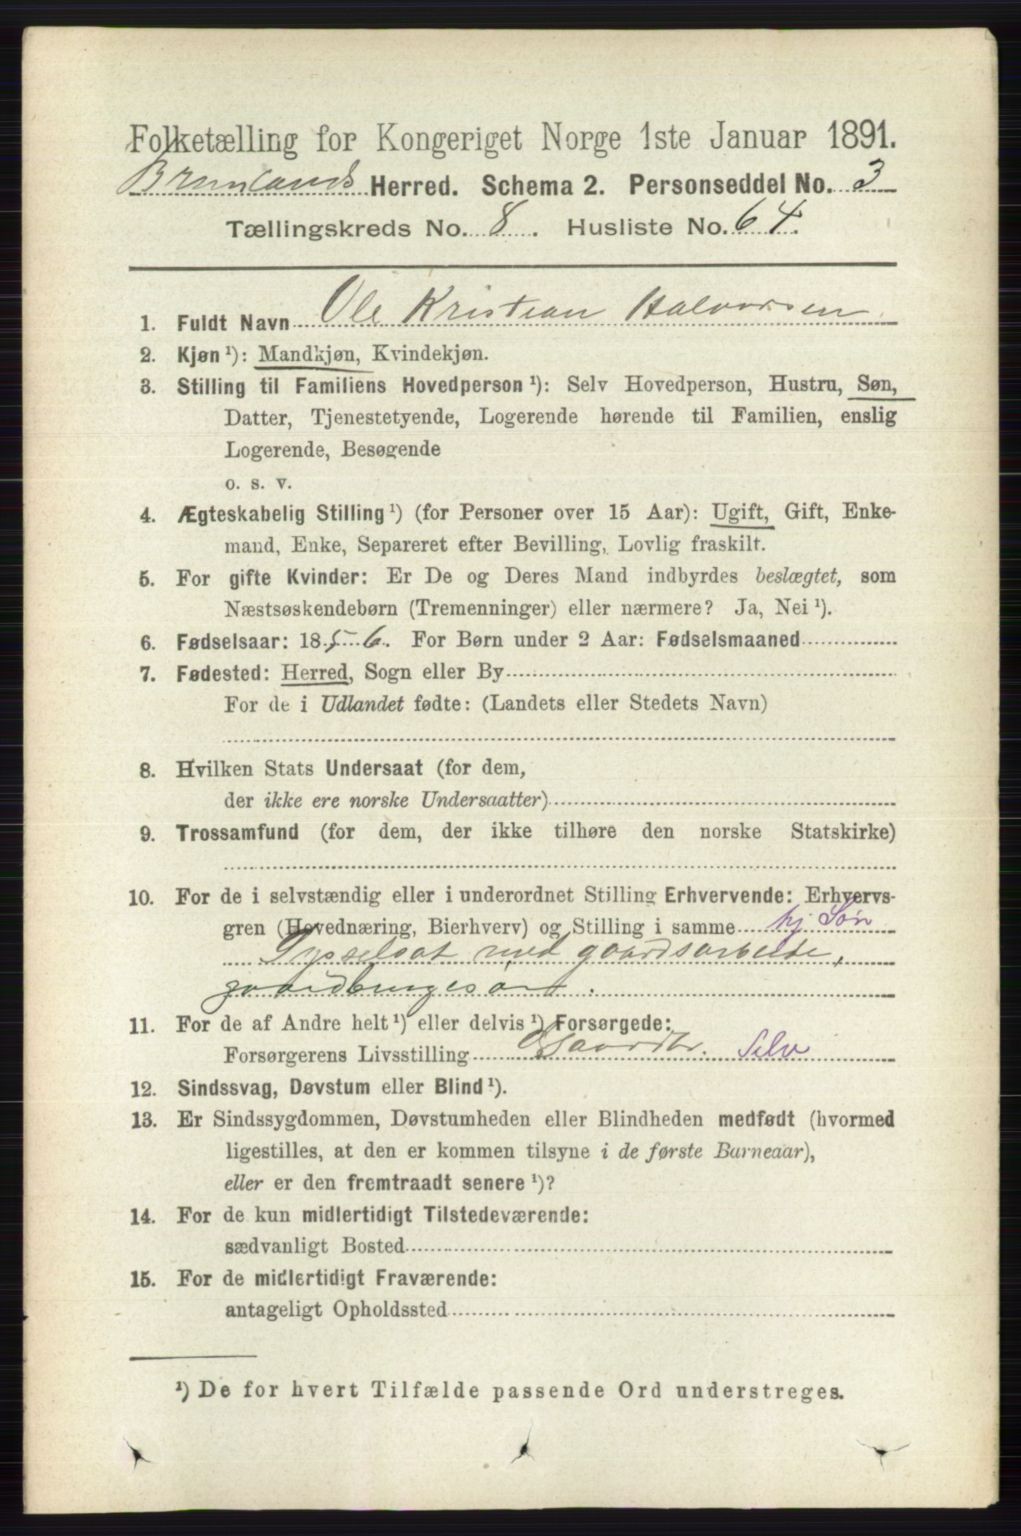 Folketælling for Kongeriget Norge 1ste Januar 1891.
Brunlanæs Herred. Schema 2. Personseddel No. 3
Tællingskreds No. 8. Husliste No. 64.
1. Fuldt Navn Ole Kristian Halvorsen
2. Kjøn ¹): Mandkjøn, Kvindekjøn.
3. Stilling til Familiens Hovedperson ¹): Selv Hovedperson, Hustru, Søn,
Datter, Tjenestetyende, Logerende hørende til Familien, enslig
Logerende, Besøgende
o. s. v.
4. Ægteskabelig Stilling ¹) (for Personer over 15 Aar): Ugift, Gift, Enke-
mand, Enke, Separeret efter Bevilling, Lovlig fraskilt.
5. For gifte Kvinder: Er De og Deres Mand indbyrdes beslægtet, som
Næstsøskendebørn (Tremenninger) eller nærmere? Ja, Nei ¹).
6. Fødselsaar: 1856. For Børn under 2 Aar: Fødselsmaaned
7. Fødested: Herred, Sogn eller By
For de i Udlandet fødte: (Landets eller Stedets Navn)
8. Hvilken Stats Undersaat (for dem,
der ikke ere norske Undersaatter)
9. Trossamfund (for dem, der ikke tilhøre den norske Statskirke)
10. For de i selvstændig eller i underordnet Stilling Erhvervende: Erhvervs-
gren (Hovednæring, Bierhverv) og Stilling i samme hj Søn
Sysselsat med gaardsarbeide,
gaardbrugesøn.
11. For de af Andre helt ¹) eller delvis ¹) Forsørgede:
Forsørgerens Livsstilling Gaardbr. Selv
12. Sindssvag, Døvstum eller Blind ¹).
13. Er Sindssygdommen, Døvstumheden eller Blindheden medfødt (hvormed
ligestilles, at den er kommen tilsyne i de første Barneaar),
eller er den fremtraadt senere ¹)?
14. For de kun midlertidigt Tilstedeværende:
sædvanligt Bosted
15. For de midlertidigt Fraværende:
antageligt Opholdssted
¹) De for hvert Tilfælde passende Ord understreges.